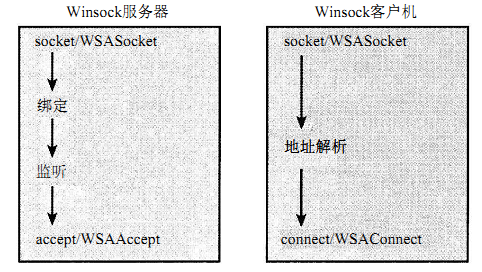 Winsock服务器
socket/WSASocket
绑定
监听
accept/WSAAccept
Winsock客户机
socket/WSASocket
地址解析
connect/WSAConnect